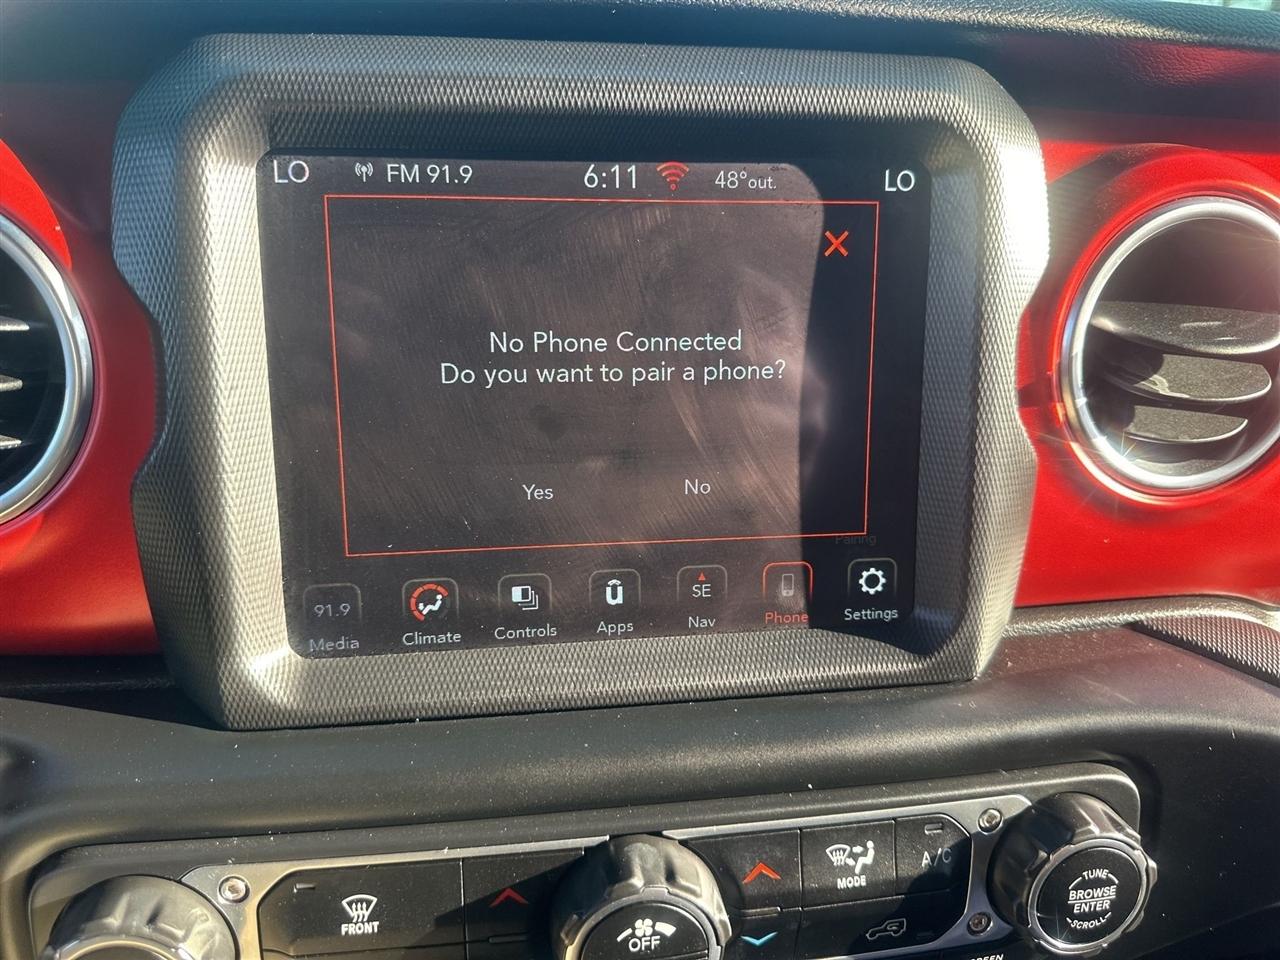 LO FM 91.9 6:11 48°out. LO
No Phone Connected
Do you want to pair a phone?
Yes No
Pairing
91.9 SE
Media Climate Controls Apps Nav Phone Settings
FRONT
OFF
MODE
A/C
TUNE
BROWSE
ENTER
SCROLL